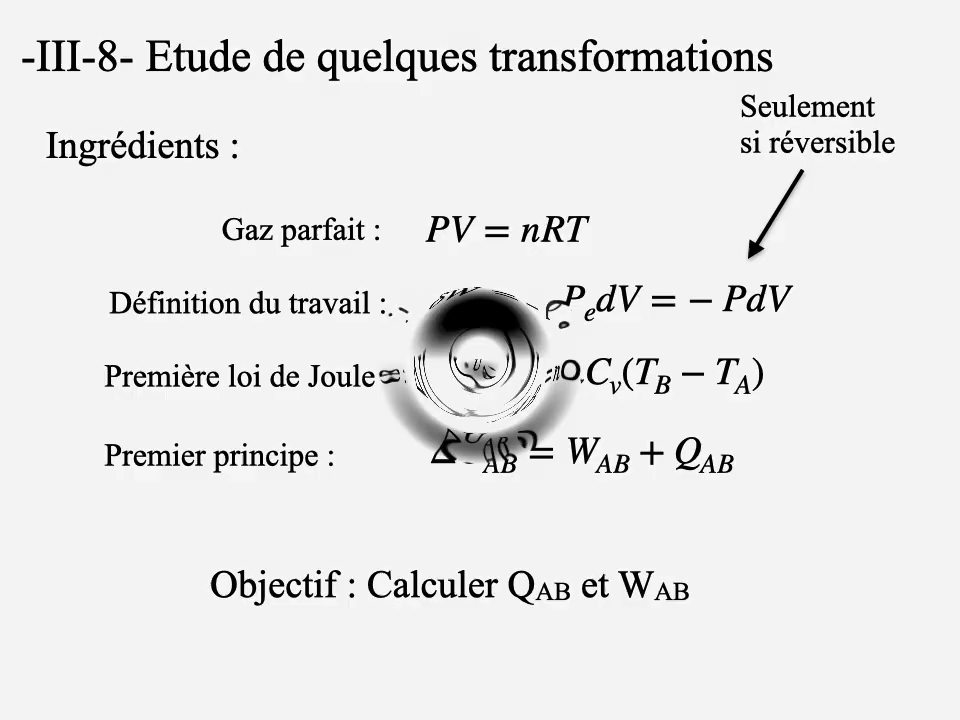 -III-8- Etude de quelques transformations
Seulement
si réversible
Ingrédients :
Gaz parfait : PV = nRT
Définition du travail : P_e dV = − PdV
Première loi de Joule C_v(T_B − T_A)
Premier principe : = W_AB + Q_AB
Objectif : Calculer Q_AB et W_AB